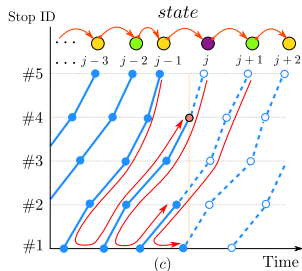 Stop ID
state
... 
... j−3 j−2 j−1 j j+1 j+2
#5
#4
#3
#2
#1
(c)
Time